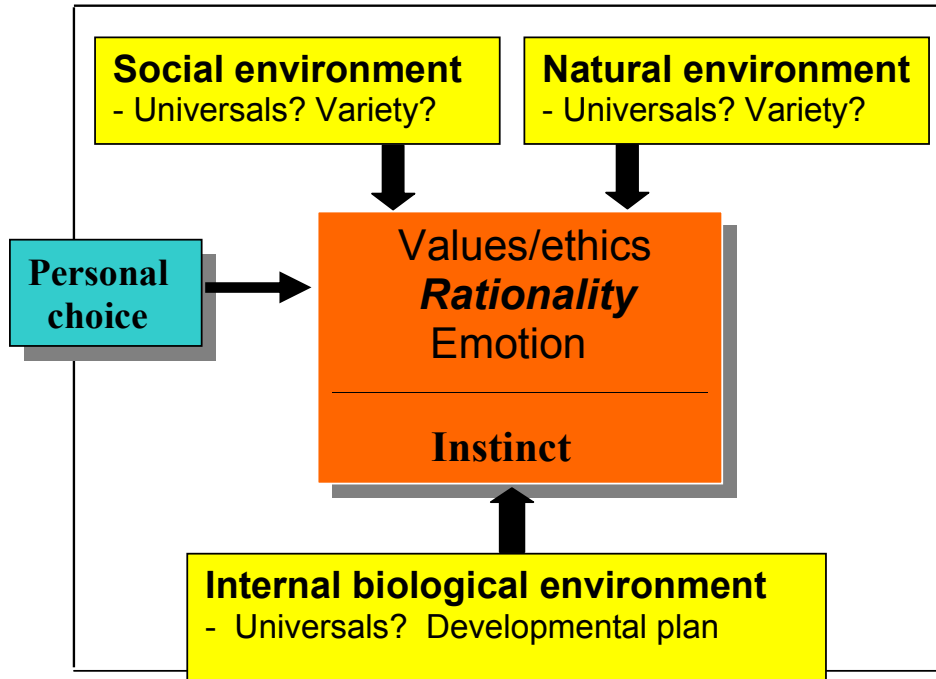 Social environment
- Universals? Variety?
Natural environment
- Universals? Variety?
Personal
choice
Values/ethics
Rationality
Emotion
Instinct
Internal biological environment
- Universals? Developmental plan